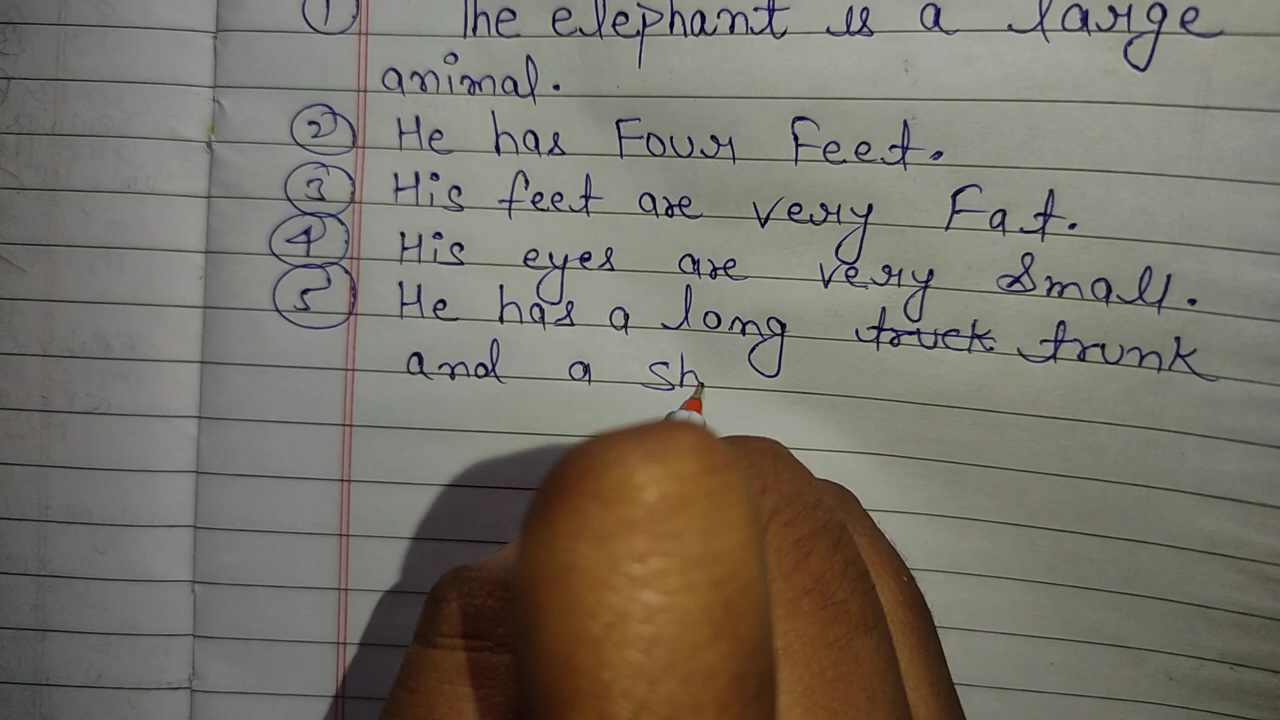 ① The elephant is a large
animal.
② He has Four Feet.
③ His feet are very Fat.
④ His eyes are very Small.
⑤ He has a long truck trunk
and a sh